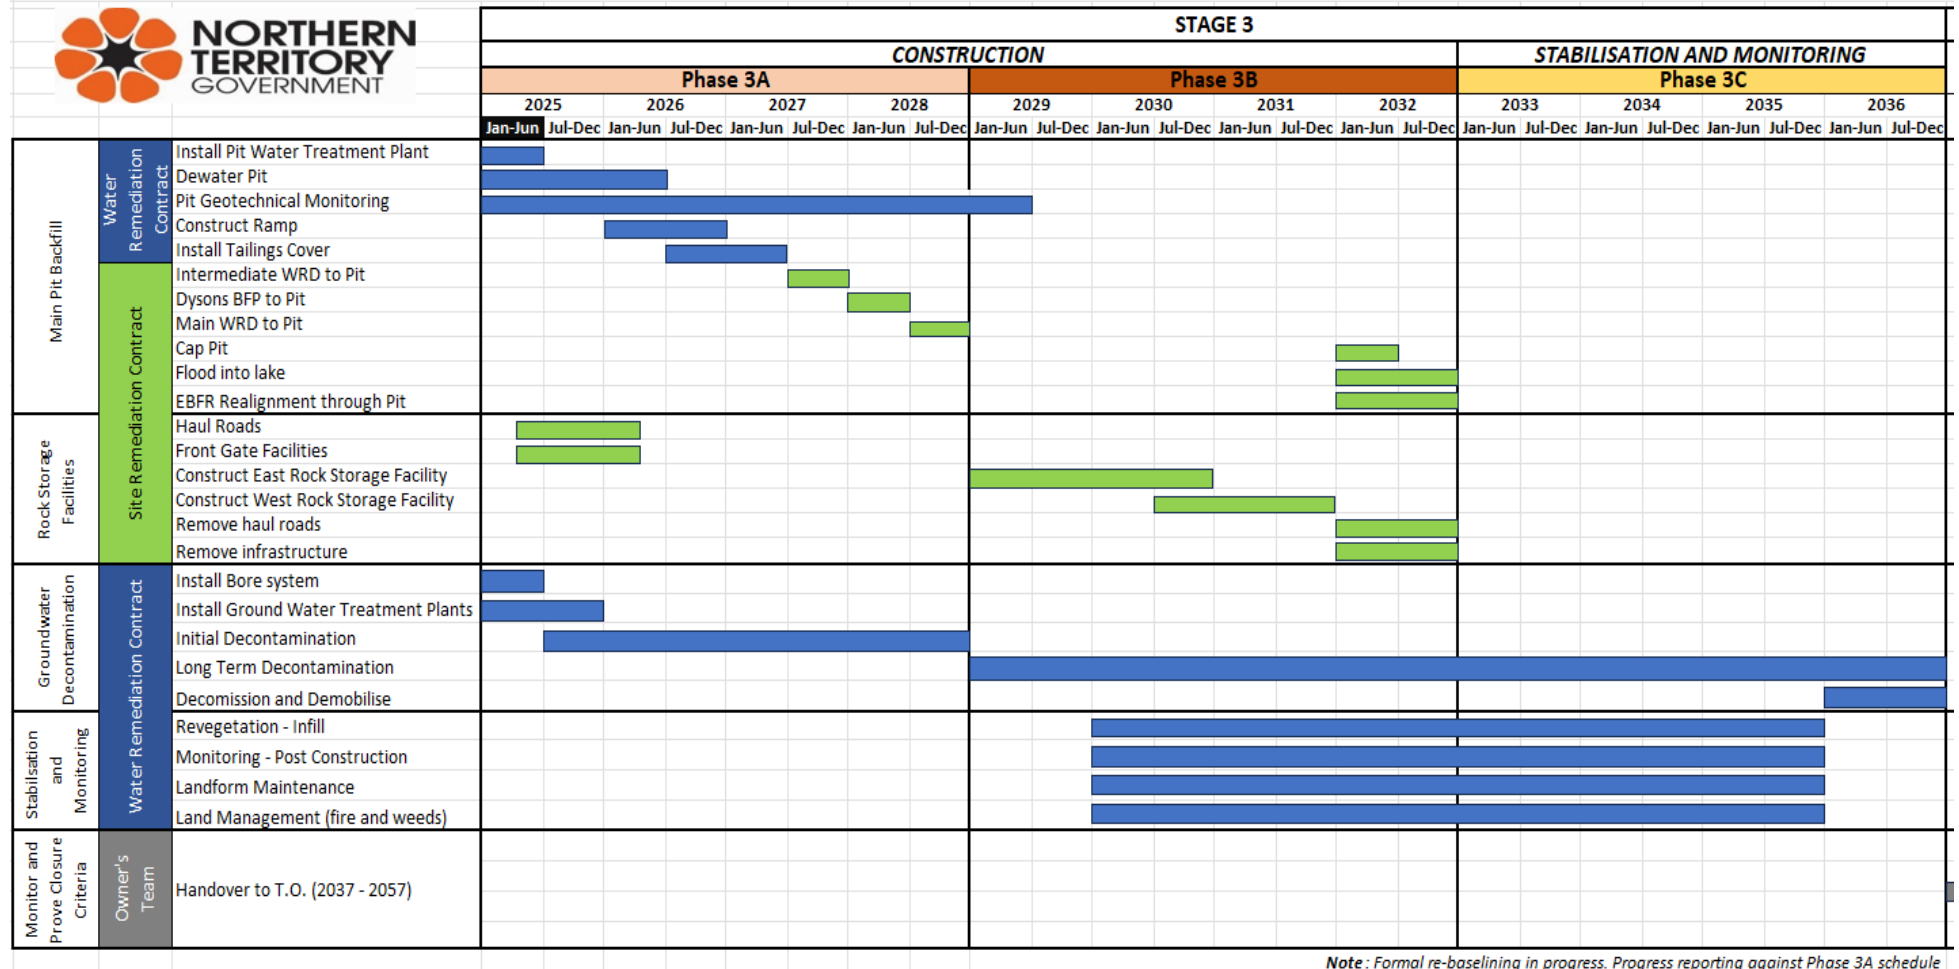 NORTHERN
TERRITORY
GOVERNMENT
STAGE 3
CONSTRUCTION
STABILISATION AND MONITORING
Phase 3A
Phase 3B
Phase 3C
2025 2026 2027 2028 2029 2030 2031 2032 2033 2034 2035 2036
Jan-Jun Jul-Dec Jan-Jun Jul-Dec Jan-Jun Jul-Dec Jan-Jun Jul-Dec Jan-Jun Jul-Dec Jan-Jun Jul-Dec Jan-Jun Jul-Dec Jan-Jun Jul-Dec Jan-Jun Jul-Dec Jan-Jun Jul-Dec Jan-Jun Jul-Dec Jan-Jun Jul-Dec
Main Pit Backfill
Water
Remediation
Contract
Install Pit Water Treatment Plant
Dewater Pit
Pit Geotechnical Monitoring
Construct Ramp
Install Tailings Cover
Site Remediation Contract
Intermediate WRD to Pit
Dysons BFP to Pit
Main WRD to Pit
Cap Pit
Flood into lake
EBFR Realignment through Pit
Rock Storage
Facilities
Haul Roads
Front Gate Facilities
Construct East Rock Storage Facility
Construct West Rock Storage Facility
Remove haul roads
Remove infrastructure
Groundwater
Decontamination
Water Remediation Contract
Install Bore system
Install Ground Water Treatment Plants
Initial Decontamination
Long Term Decontamination
Decomission and Demobilise
Stabilsation
and
Monitoring
Revegetation - Infill
Monitoring - Post Construction
Landform Maintenance
Land Management (fire and weeds)
Monitor and
Prove Closure
Criteria
Owner's
Team
Handover to T.O. (2037 - 2057)
Note : Formal re-baselining in progress. Progress reporting against Phase 3A schedule